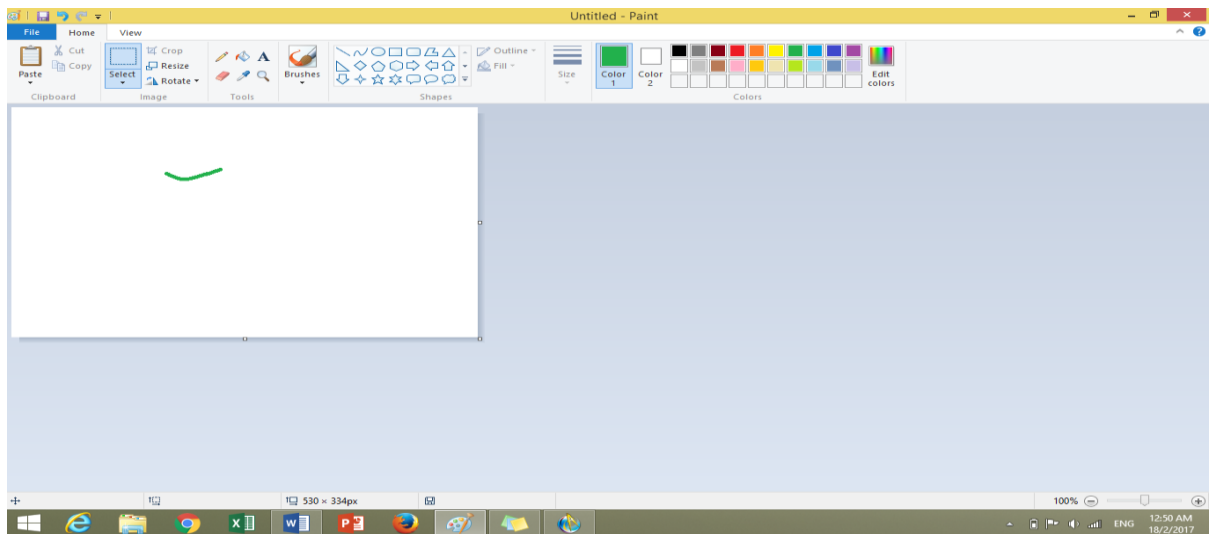 Untitled - Paint
File Home View
Paste
Cut
Copy
Clipboard
Select
Crop
Resize
Rotate
Image
A
Tools
Brushes
Outline
Fill
Shapes
Size
Color 1
Color 2
Edit colors
Colors
530 × 334px
100%
ENG
12:50 AM
18/2/2017